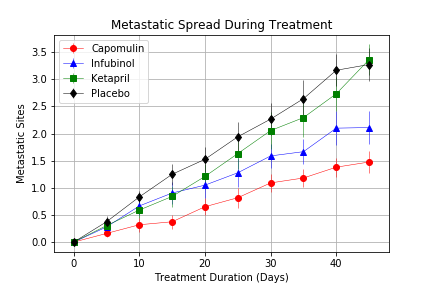 Metastatic Spread During Treatment
Capomulin
Infubinol
Ketapril
Placebo
Metastatic Sites
3.5
3.0
2.5
2.0
1.5
1.0
0.5
0.0
0
10
20
30
40
Treatment Duration (Days)